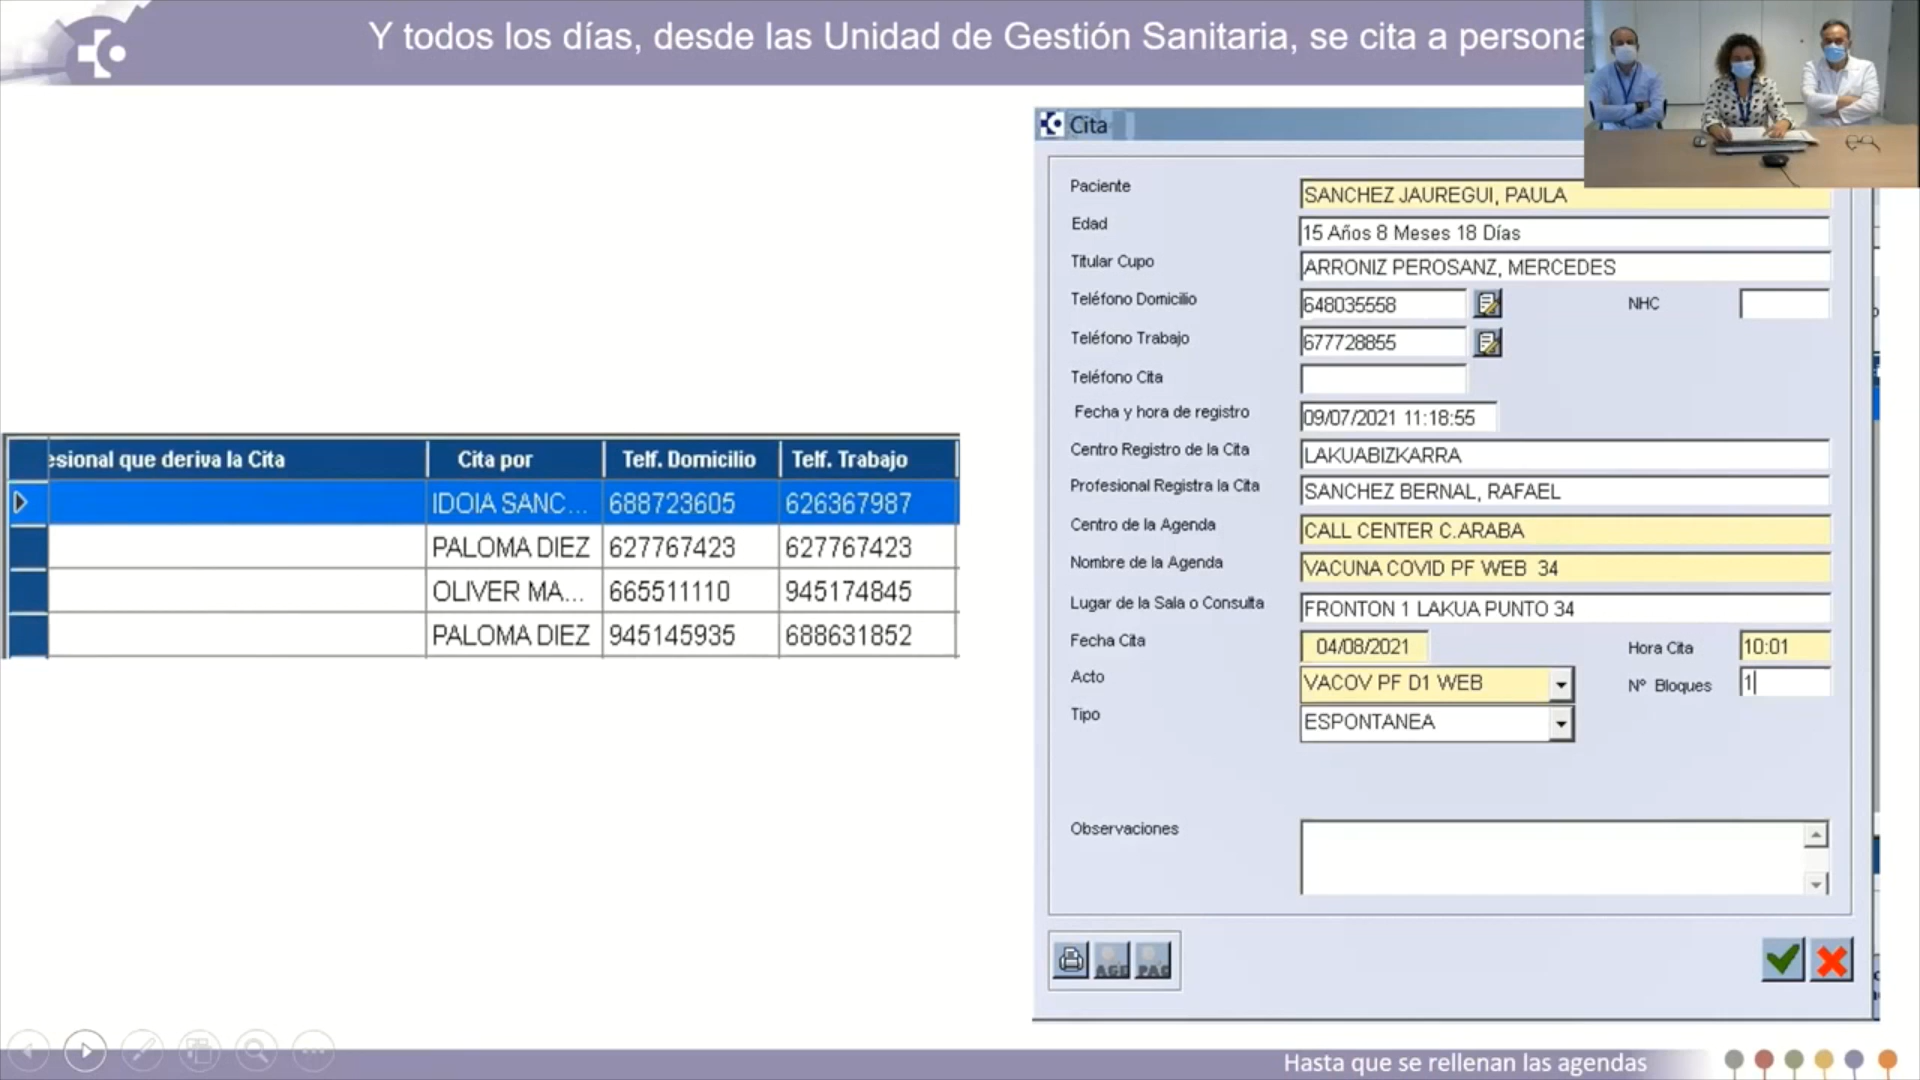 Y todos los días, desde las Unidad de Gestión Sanitaria, se cita a persona
Cita
Paciente SANCHEZ JAUREGUI, PAULA
Edad 15 Años 8 Meses 18 Días
Titular Cupo ARRONIZ PEROSANZ, MERCEDES
Teléfono Domicilio 648035558 NHC
Teléfono Trabajo 677728855
Teléfono Cita
Fecha y hora de registro 09/07/2021 11:18:55
Centro Registro de la Cita LAKUABIZKARRA
Profesional Registra la Cita SANCHEZ BERNAL, RAFAEL
Centro de la Agenda CALL CENTER C.ARABA
Nombre de la Agenda VACUNA COVID PF WEB 34
Lugar de la Sala o Consulta FRONTON 1 LAKUA PUNTO 34
Fecha Cita 04/08/2021 Hora Cita 10:01
Acto VACOV PF D1 WEB Nº Bloques 1
Tipo ESPONTANEA
Observaciones
AGE PAC
esional que deriva la Cita Cita por Telf. Domicilio Telf. Trabajo
IDOIA SANC... 688723605 626367987
PALOMA DIEZ 627767423 627767423
OLIVER MA... 665511110 945174845
PALOMA DIEZ 945145935 688631852
Hasta que se rellenan las agendas